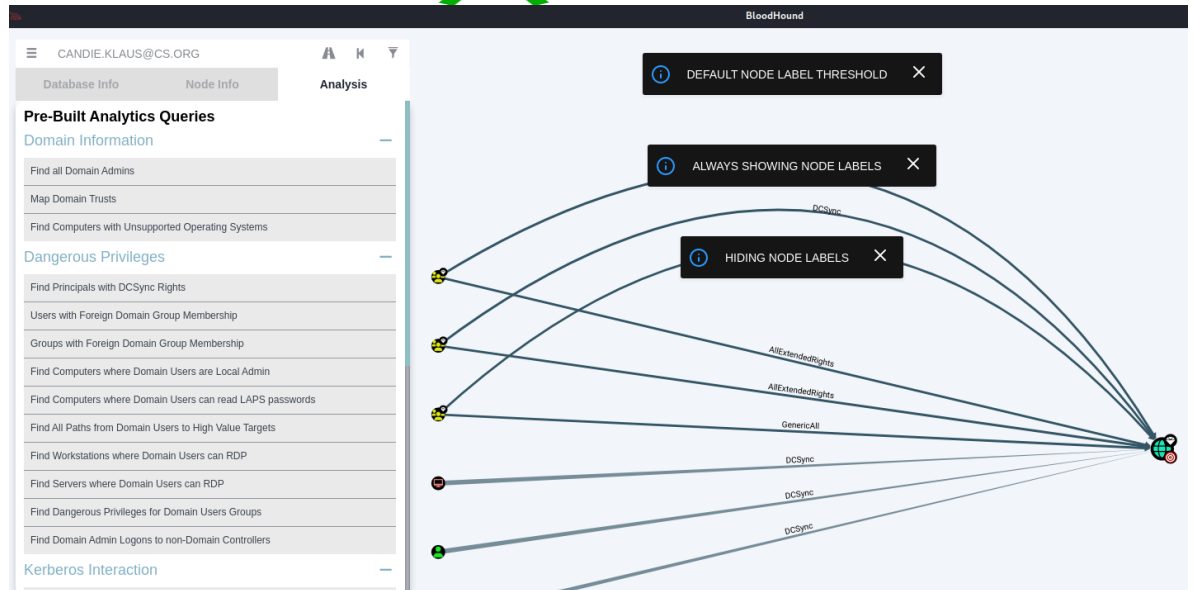 BloodHound
CANDIE.KLAUS@CS.ORG
Database Info Node Info Analysis
Pre-Built Analytics Queries
Domain Information
Find all Domain Admins
Map Domain Trusts
Find Computers with Unsupported Operating Systems
Dangerous Privileges
Find Principals with DCSync Rights
Users with Foreign Domain Group Membership
Groups with Foreign Domain Group Membership
Find Computers where Domain Users are Local Admin
Find Computers where Domain Users can read LAPS passwords
Find All Paths from Domain Users to High Value Targets
Find Workstations where Domain Users can RDP
Find Servers where Domain Users can RDP
Find Dangerous Privileges for Domain Users Groups
Find Domain Admin Logons to non-Domain Controllers
Kerberos Interaction
DEFAULT NODE LABEL THRESHOLD
ALWAYS SHOWING NODE LABELS
DCSync
HIDING NODE LABELS
AllExtendedRights
AllExtendedRights
GenericAll
DCSync
DCSync
DCSync